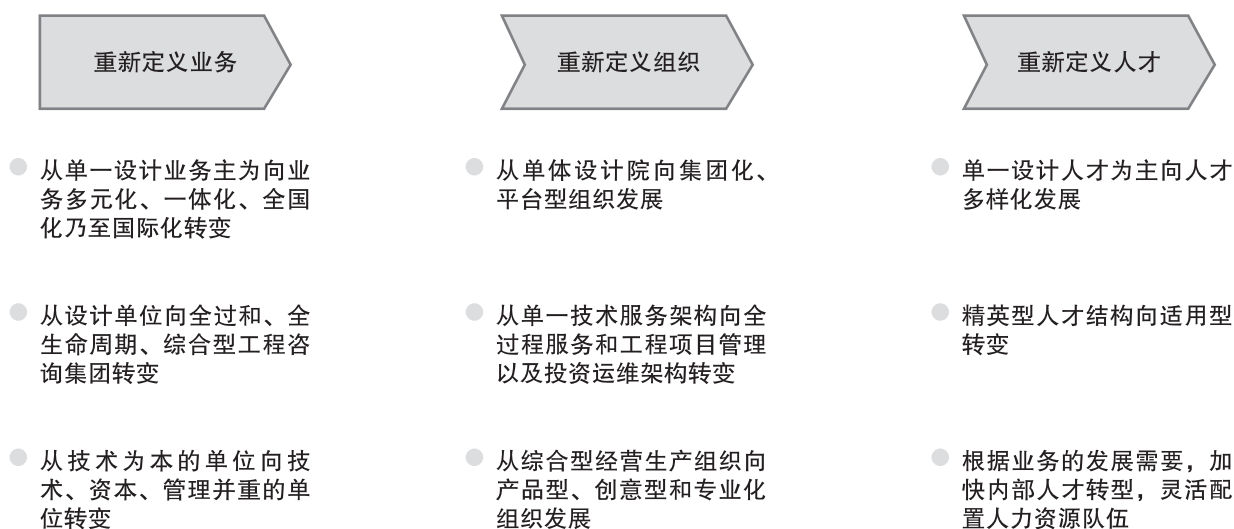 重新定义业务
从单一设计业务主为向业
务多元化、一体化、全国
化乃至国际化转变
从设计单位向全过和、全
生命周期、综合型工程咨
询集团转变
从技术为本的单位向技
术、资本、管理并重的单
位转变
重新定义组织
从单体设计院向集团化、
平台型组织发展
从单一技术服务架构向全
过程服务和工程项目管理
以及投资运维架构转变
从综合型经营生产组织向
产品型、创意型和专业化
组织发展
重新定义人才
单一设计人才为主向人才
多样化发展
精英型人才结构向适用型
转变
根据业务的发展需要，加
快内部人才转型，灵活配
置人力资源队伍